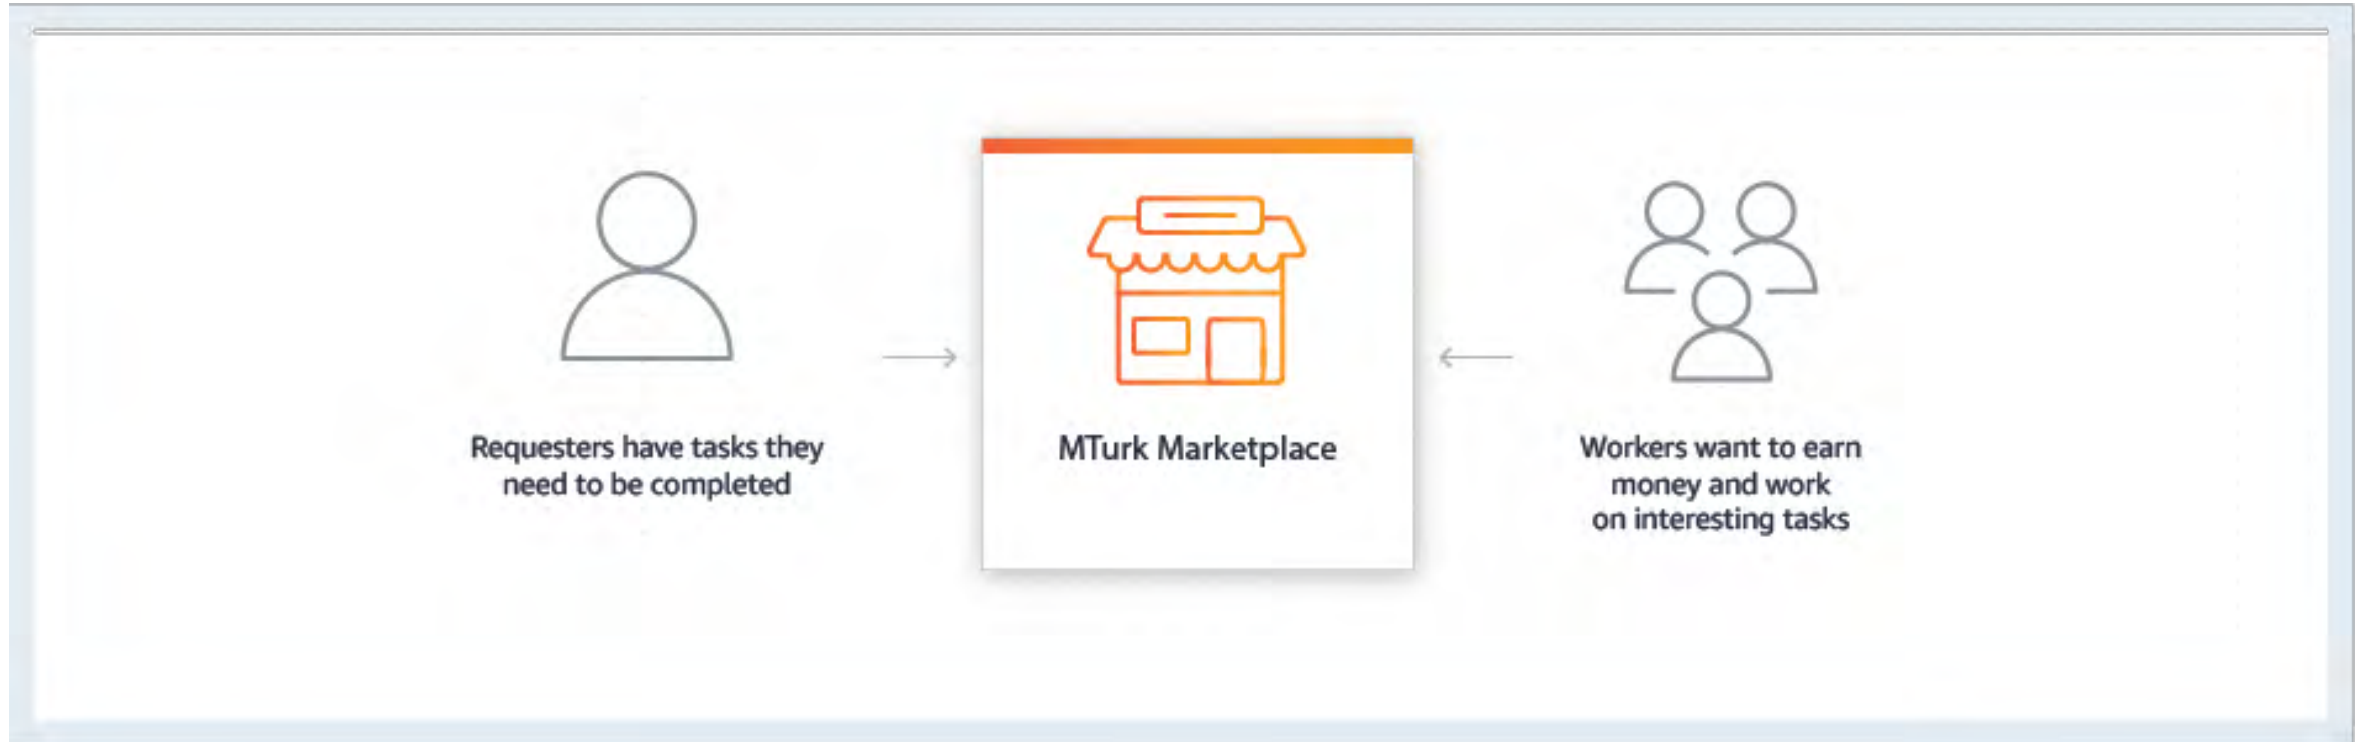 Requesters have tasks they
need to be completed
MTurk Marketplace
Workers want to earn
money and work
on interesting tasks